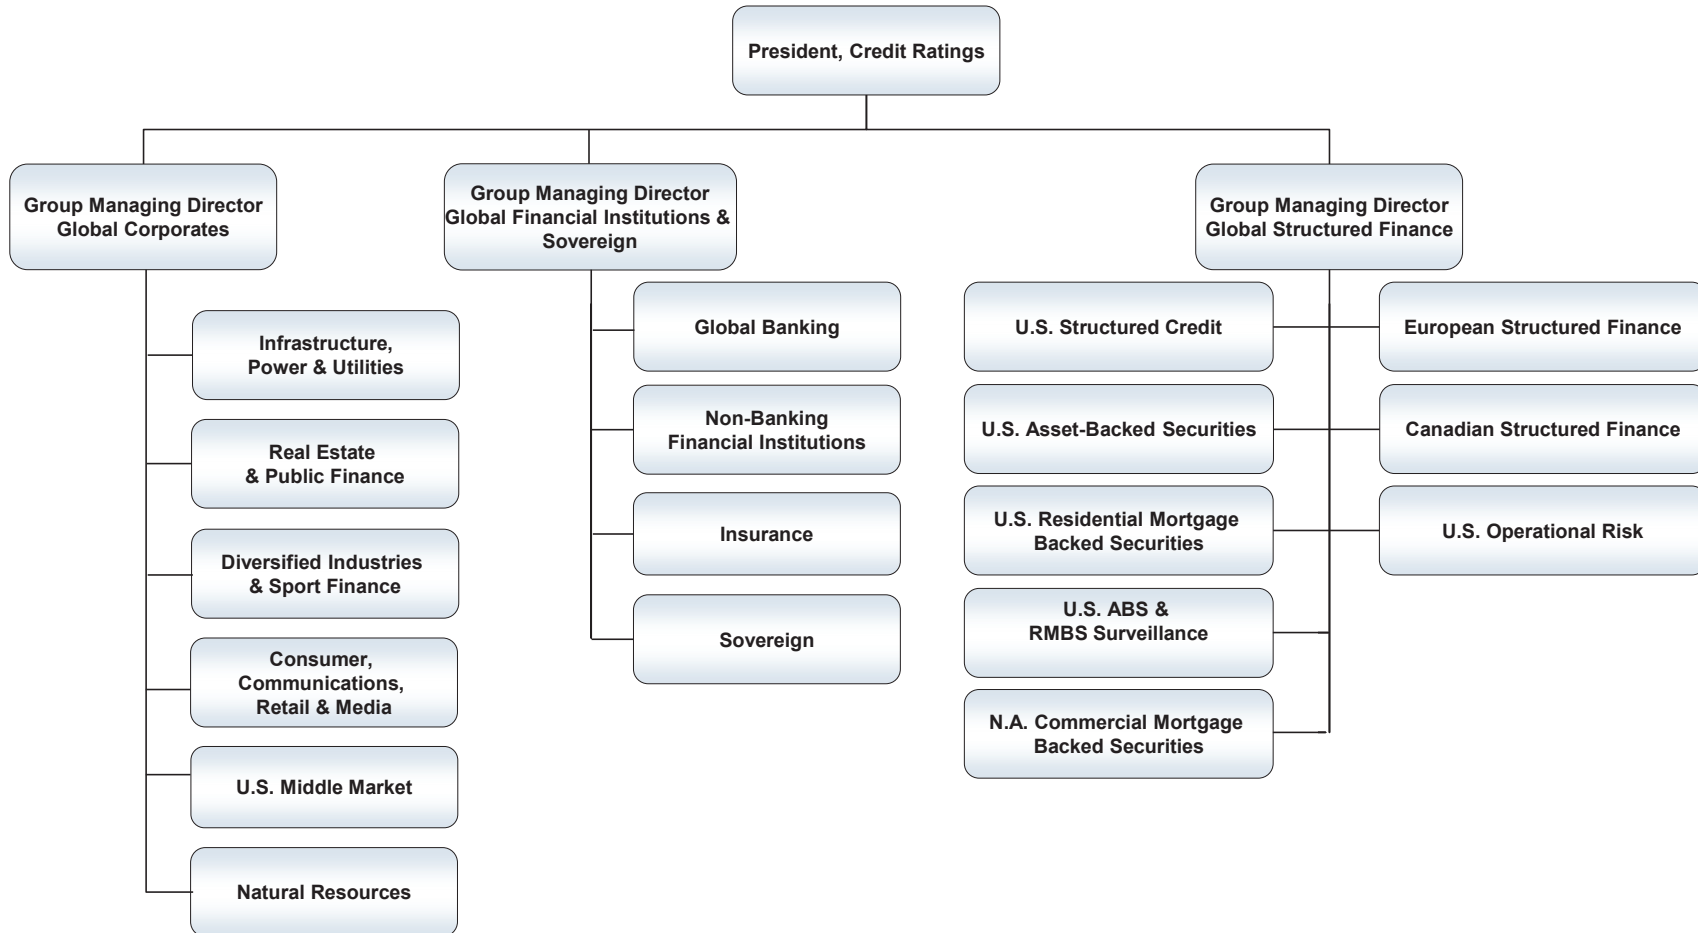 President, Credit Ratings
Group Managing Director
Global Corporates
Group Managing Director
Global Financial Institutions &
Sovereign
Group Managing Director
Global Structured Finance
Infrastructure,
Power & Utilities
Real Estate
& Public Finance
Diversified Industries
& Sport Finance
Consumer,
Communications,
Retail & Media
U.S. Middle Market
Natural Resources
Global Banking
Non-Banking
Financial Institutions
Insurance
Sovereign
U.S. Structured Credit
U.S. Asset-Backed Securities
U.S. Residential Mortgage
Backed Securities
U.S. ABS &
RMBS Surveillance
N.A. Commercial Mortgage
Backed Securities
European Structured Finance
Canadian Structured Finance
U.S. Operational Risk